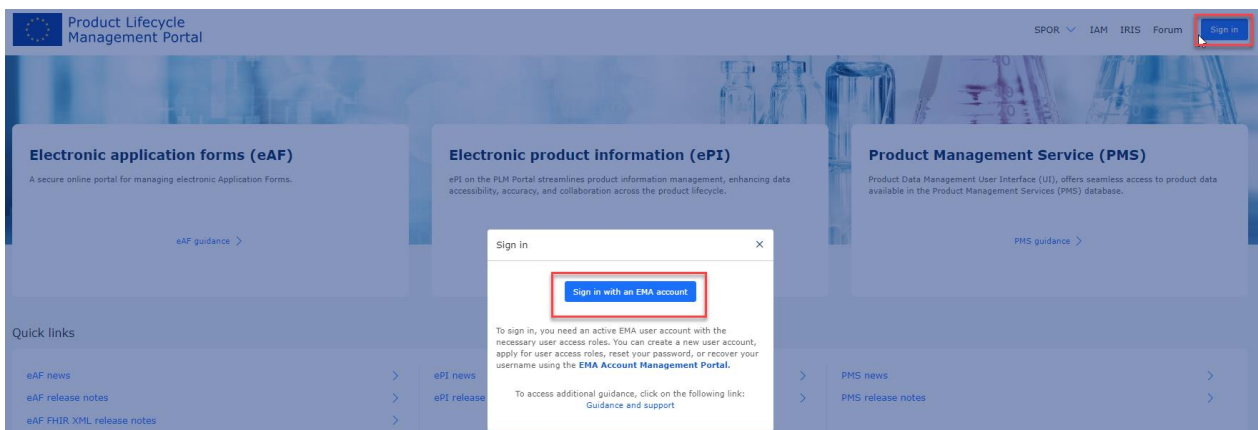 Product Lifecycle
Management Portal
SPOR IAM IRIS Forum Sign in
Electronic application forms (eAF)
A secure online portal for managing electronic Application Forms.
eAF guidance
Electronic product information (ePI)
ePI on the PLM Portal streamlines product information management, enhancing data
accessibility, accuracy, and collaboration across the product lifecycle.
Product Management Service (PMS)
Product Data Management User Interface (UI), offers seamless access to product data
available in the Product Management Services (PMS) database.
PMS guidance
Sign in
Sign in with an EMA account
To sign in, you need an active EMA user account with the
necessary user access roles. You can create a new user account,
apply for user access roles, reset your password, or recover your
username using the EMA Account Management Portal.
To access additional guidance, click on the following link:
Guidance and support
Quick links
eAF news
eAF release notes
eAF FHIR XML release notes
ePI news
ePI release
PMS news
PMS release notes